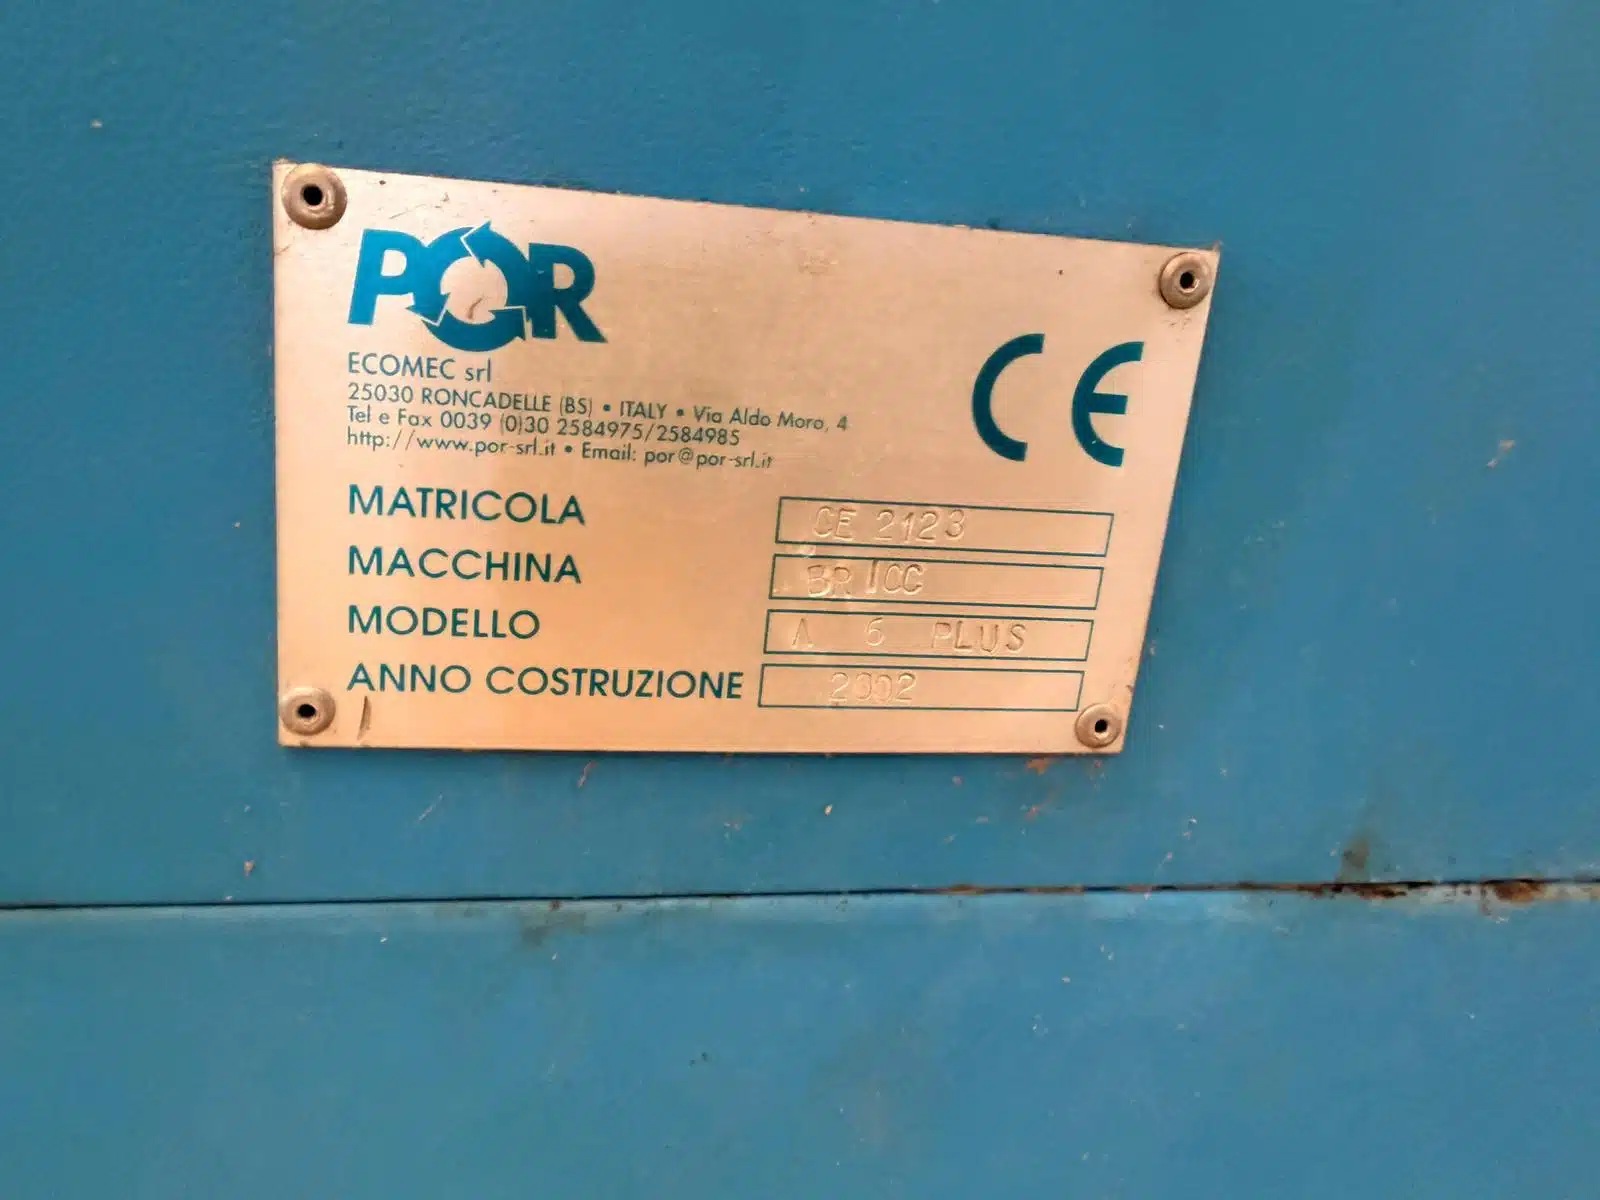 POR
ECOMEC srl
25030 RONCADELLE (BS) • ITALY • Via Aldo Moro, 4
Tel e Fax 0039 (0)30 2584975/2584985
http://www.por-srl.it • Email: por@por-srl.it
CE
MATRICOLA CE 2123
MACCHINA BRICC
MODELLO A 6 PLUS
ANNO COSTRUZIONE 2002